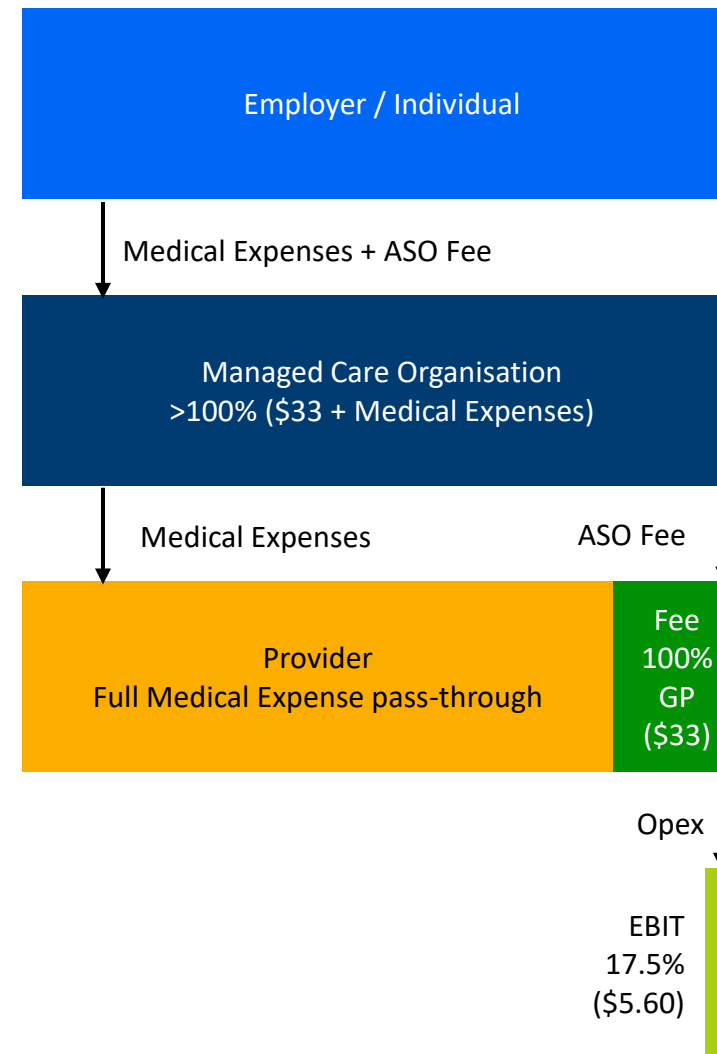 Employer / Individual
Medical Expenses + ASO Fee
Managed Care Organisation
>100% ($33 + Medical Expenses)
Medical Expenses
ASO Fee
Provider
Full Medical Expense pass-through
Fee
100%
GP
($33)
Opex
EBIT
17.5%
($5.60)